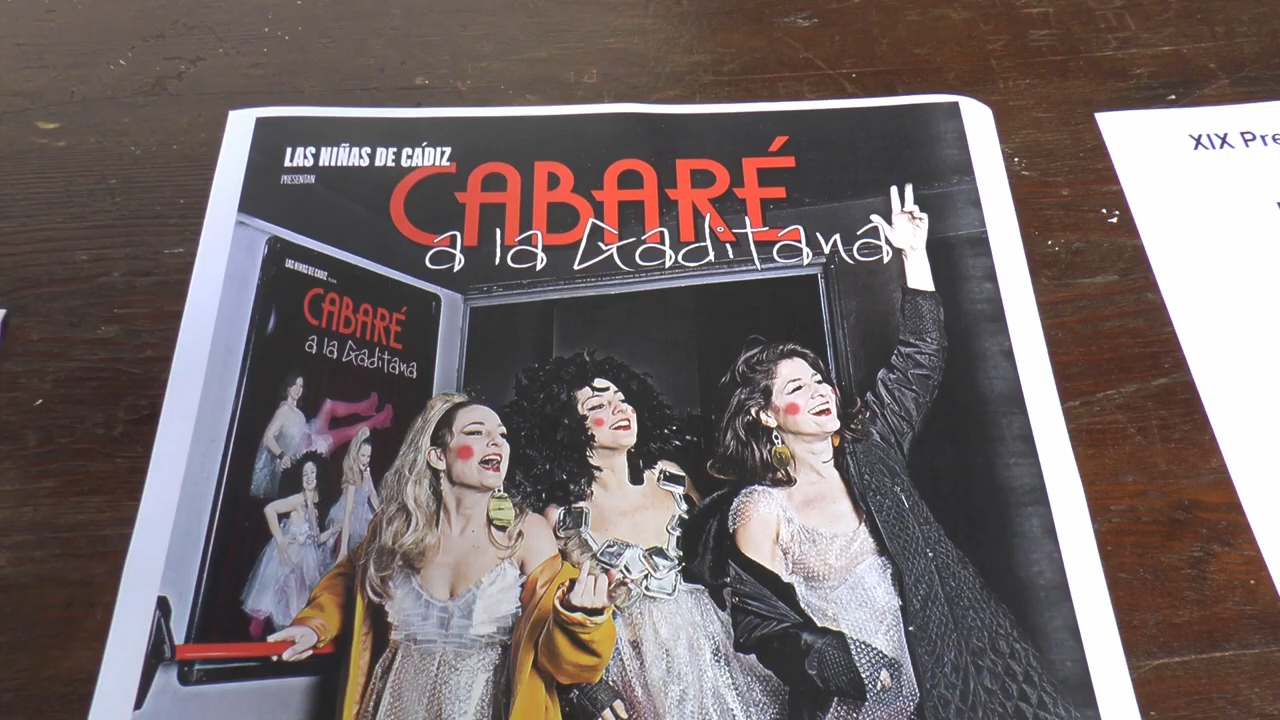 LAS NIÑAS DE CÁDIZ
PRESENTAN
CABARÉ
a la Gaditana
LAS NIÑAS DE CÁDIZ
CABARÉ
a la Gaditana
XIX Pre